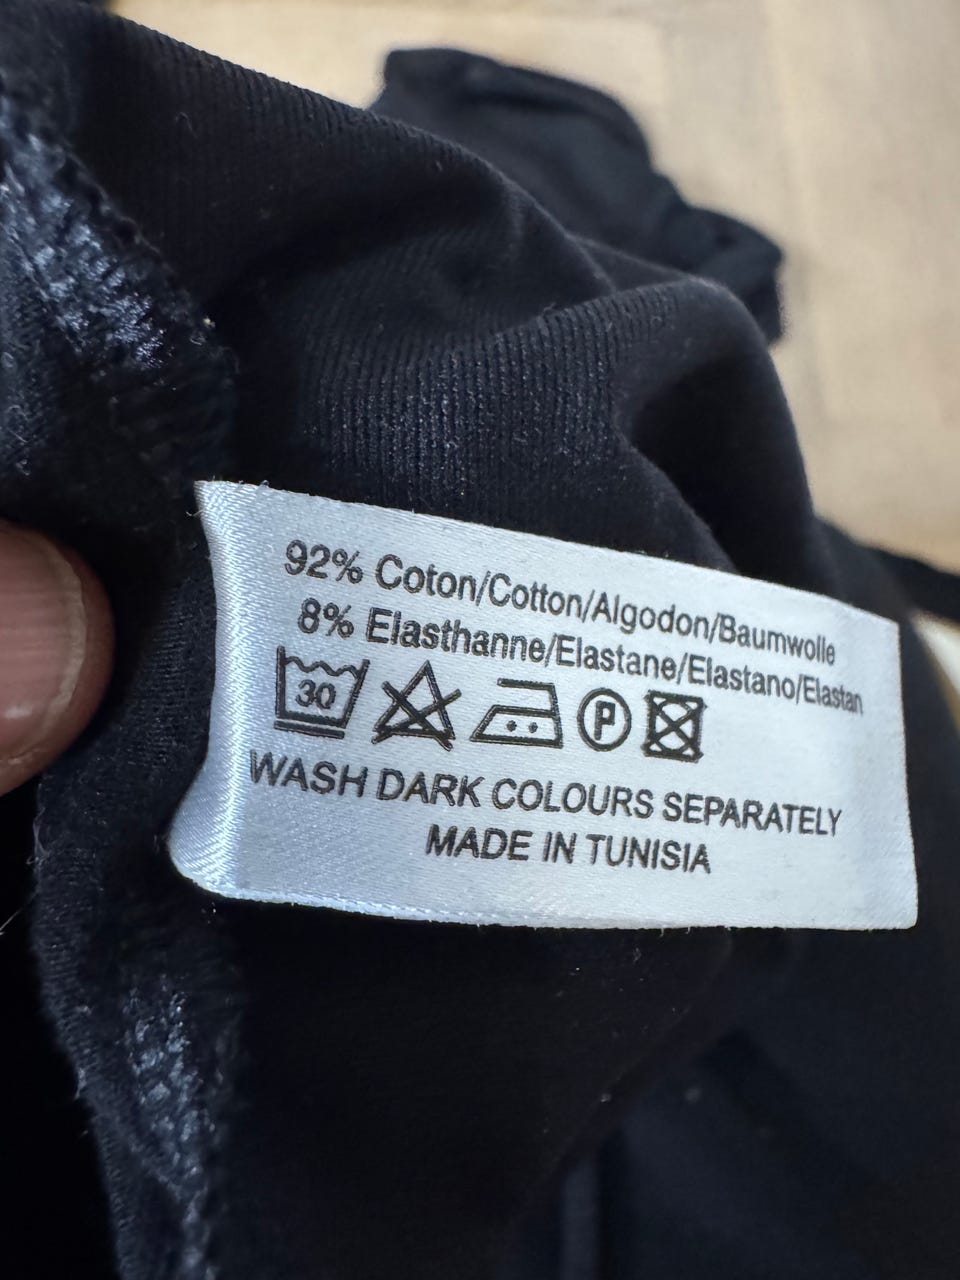 92% Coton/Cotton/Algodon/Baumwolle
8% Elasthanne/Elastane/Elastano/Elastan
30 P
WASH DARK COLOURS SEPARATELY
MADE IN TUNISIA